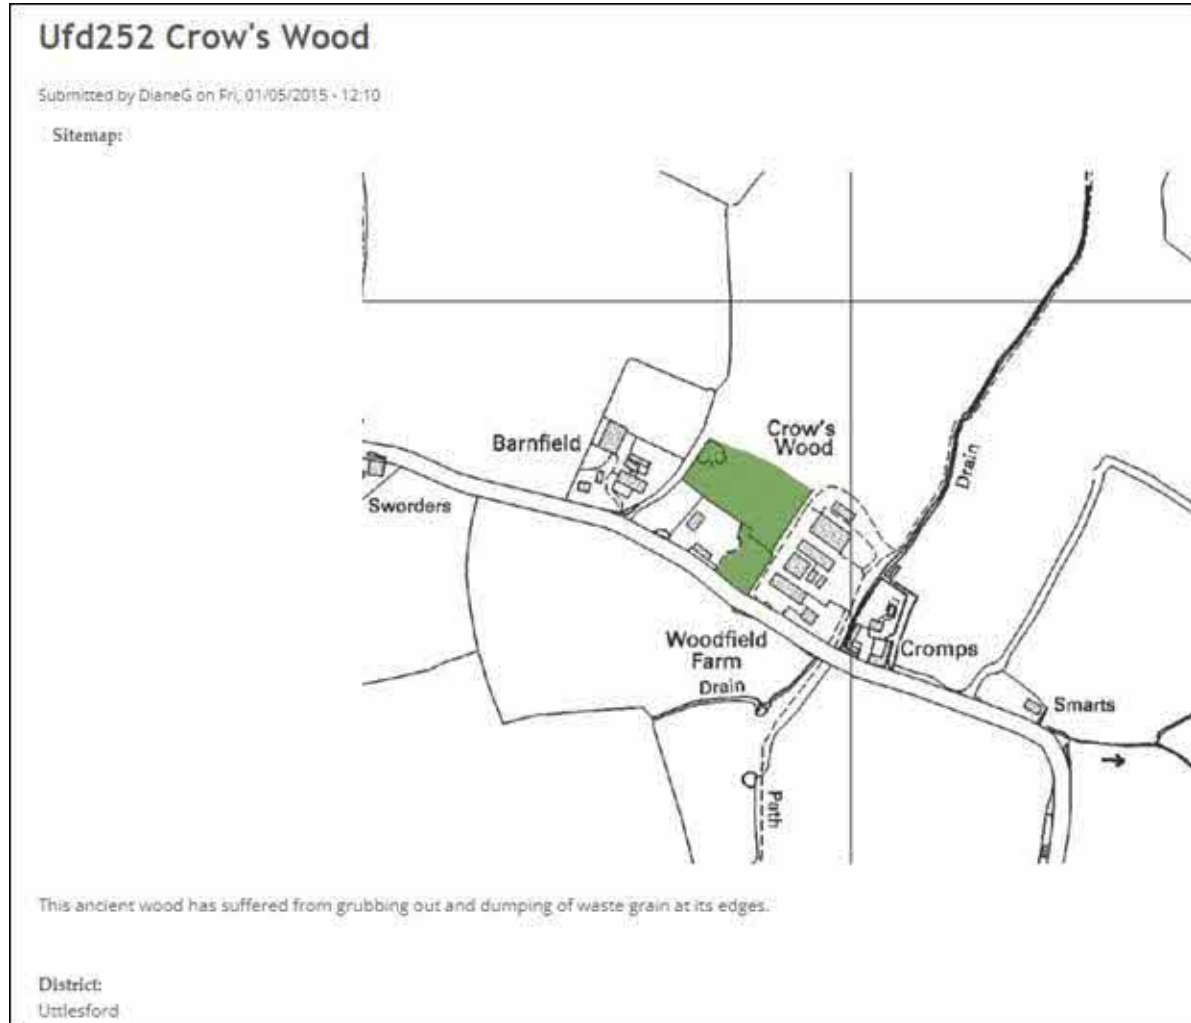 Ufd252 Crow's Wood
Submitted by DianeG on Fri, 01/05/2015 - 12:10
Sitemap:
Crow's
Wood
Barnfield
Drain
Sworders
Woodfield
Farm
Cromps
Drain
Smarts
Path
This ancient wood has suffered from grubbing out and dumping of waste grain at its edges.
District:
Uttlesford